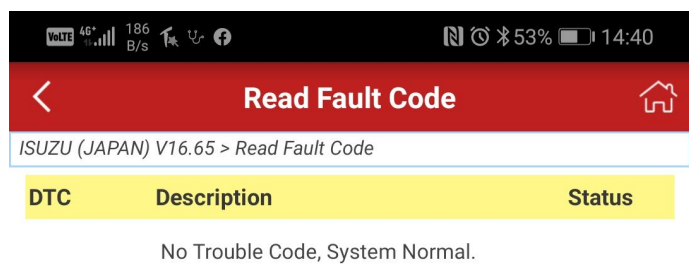 VoLTE 4G+ 186 B/s 53% 14:40
Read Fault Code
ISUZU (JAPAN) V16.65 > Read Fault Code
DTC Description Status
No Trouble Code, System Normal.